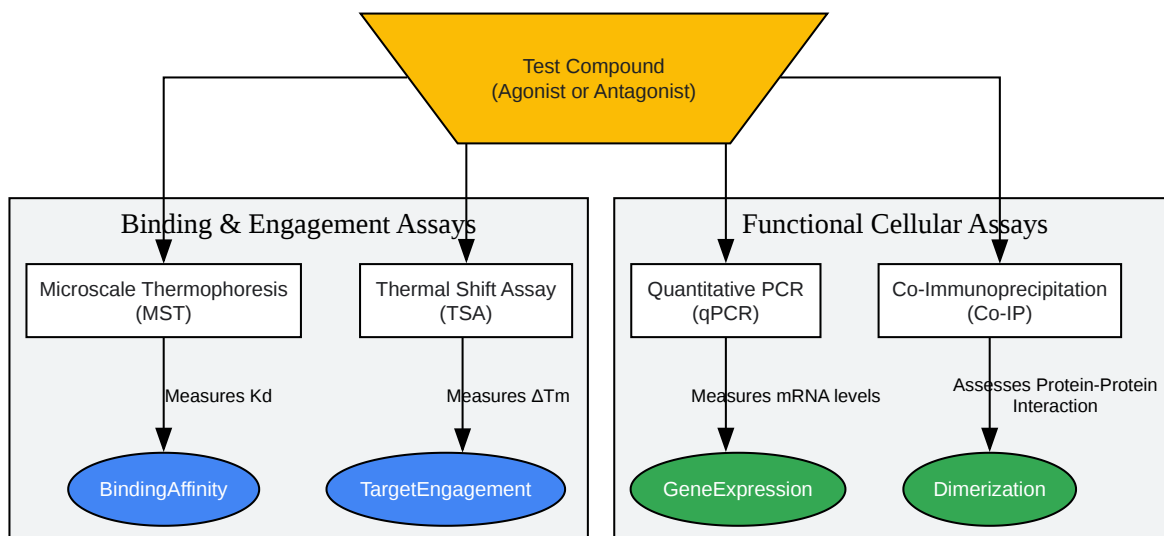 Test Compound
(Agonist or Antagonist)
Binding & Engagement Assays
Functional Cellular Assays
Microscale Thermophoresis
(MST)
Thermal Shift Assay
(TSA)
Quantitative PCR
(qPCR)
Co-Immunoprecipitation
(Co-IP)
Measures Kd
Measures ΔTm
Measures mRNA levels
Assesses Protein-Protein
Interaction
BindingAffinity
TargetEngagement
GeneExpression
Dimerization